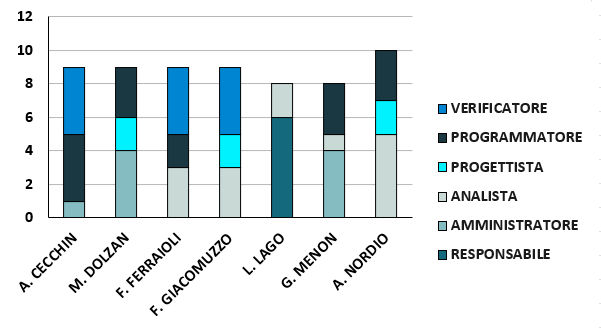 12
10
8
6
4
2
0
A. CECCHIN
M. DOLZAN
F. FERRAIOLI
F. GIACOMUZZO
L. LAGO
G. MENON
A. NORDIO
VERIFICATORE
PROGRAMMATORE
PROGETTISTA
ANALISTA
AMMINISTRATORE
RESPONSABILE